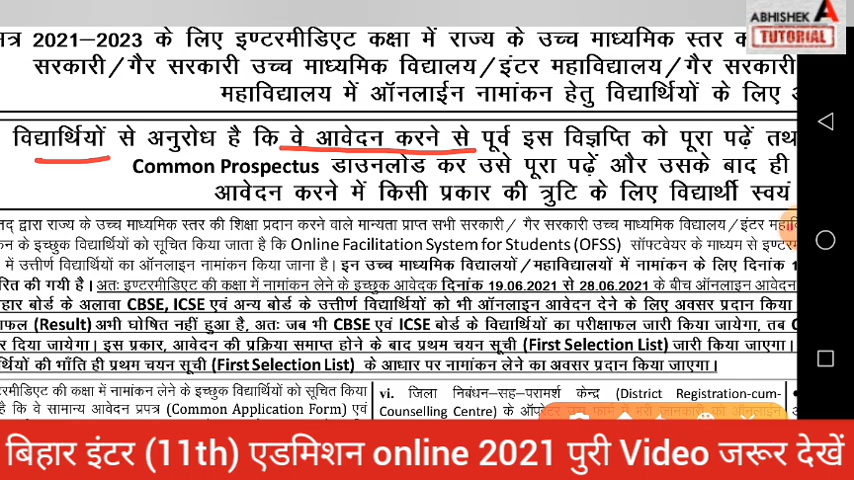 ABHISHEK A
TUTORIAL
सत्र 2021–2023 के लिए इण्टरमीडिएट कक्षा में राज्य के उच्च माध्यमिक स्तर
सरकारी/गैर सरकारी उच्च माध्यमिक विद्यालय/इंटर महाविद्यालय/गैर सरकारी
महाविद्यालय में ऑनलाईन नामांकन हेतु विद्यार्थियों के लिए
विद्यार्थियों से अनुरोध है कि वे आवेदन करने से पूर्व इस विज्ञप्ति को पूरा पढ़ें
Common Prospectus डाउनलोड कर उसे पूरा पढ़ें और उसके बाद ही
आवेदन करने में किसी प्रकार की त्रुटि के लिए विद्यार्थी स्वयं
द्वारा राज्य के उच्च माध्यमिक स्तर की शिक्षा प्रदान करने वाले मान्यता प्राप्त सभी सरकारी/ गैर सरकारी उच्च माध्यमिक विद्यालय/इंटर
के इच्छुक विद्यार्थियों को सूचित किया जाता है कि Online Facilitation System for Students (OFSS) सॉफ्टवेयर के माध्यम से
में उत्तीर्ण विद्यार्थियों का ऑनलाइन नामांकन किया जाना है। इन उच्च माध्यमिक विद्यालयों/महाविद्यालयों में नामांकन के लिए दिनांक
की गयी है। अतः इण्टरमीडिएट की कक्षा में नामांकन लेने के इच्छुक आवेदक दिनांक 19.06.2021 से 28.06.2021 के बीच ऑनलाइन आवेदन
बोर्ड के अलावा CBSE, ICSE एवं अन्य बोर्ड के उत्तीर्ण विद्यार्थियों को भी ऑनलाइन आवेदन देने के लिए अवसर प्रदान किया
(Result) अभी घोषित नहीं हुआ है, अतः जब भी CBSE एवं ICSE बोर्ड के विद्यार्थियों का परीक्षाफल जारी किया जायेगा, तब
दिया जायेगा। इस प्रकार, आवेदन की प्रक्रिया समाप्त होने के बाद प्रथम चयन सूची (First Selection List) जारी किया जाएगा।
की भाँति ही प्रथम चयन सूची (First Selection List) के आधार पर नामांकन लेने का अवसर प्रदान किया जाएगा।
की कक्षा में नामांकन लेने के इच्छुक विद्यार्थियों को सूचित किया
है कि वे सामान्य आवेदन प्रपत्र (Common Application Form) एवं
vi. जिला निबंधन-सह-परामर्श केन्द्र (District Registration-cum-
Counselling Centre) के
बिहार इंटर (11th) एडमिशन online 2021 पुरी Video जरूर देखें